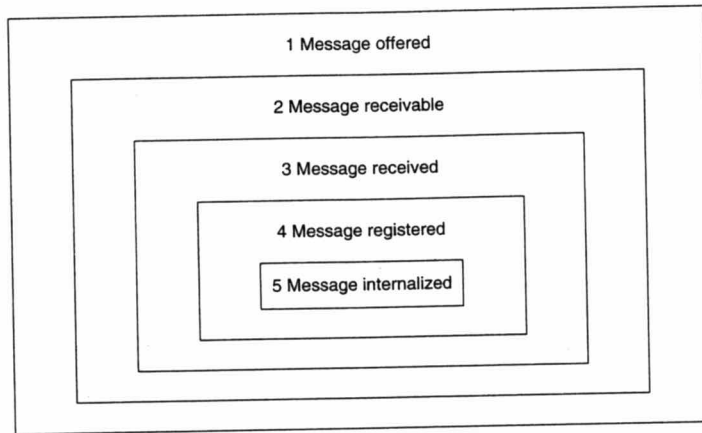 1 Message offered
2 Message receivable
3 Message received
4 Message registered
5 Message internalized